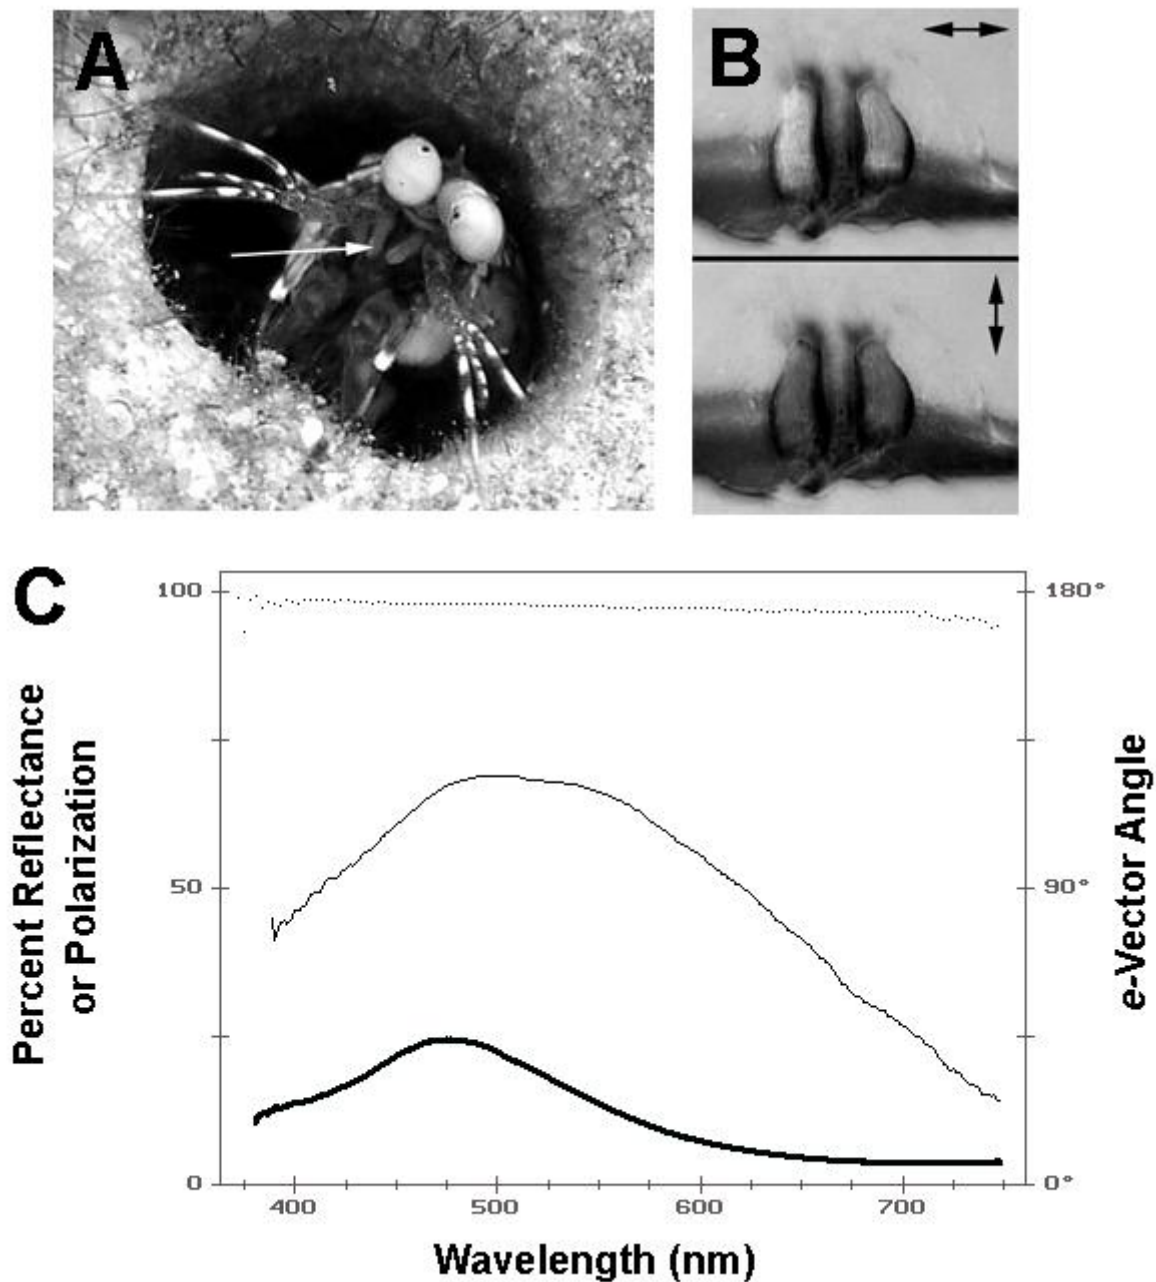 A
B
C
100
50
0
180°
90°
0°
400
500
600
700
Percent Reflectance
or Polarization
e-Vector Angle
Wavelength (nm)